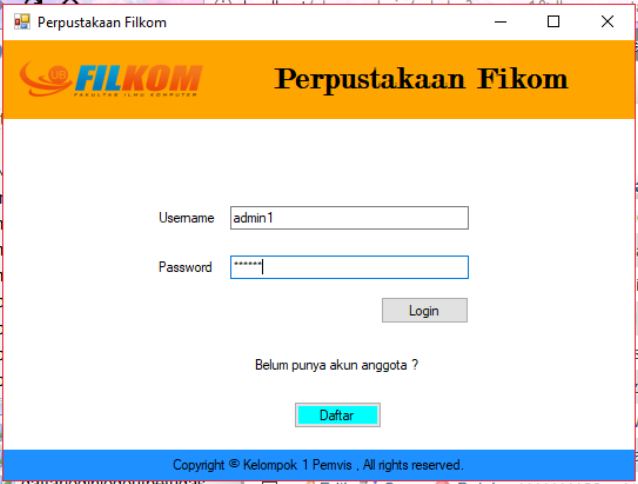 Perpustakaan Filkom
UB FILKOM
FAKULTAS ILMU KOMPUTER
Perpustakaan Fikom
Username admin1
Password ******
Login
Belum punya akun anggota ?
Daftar
Copyright © Kelompok 1 Pemvis , All rights reserved.